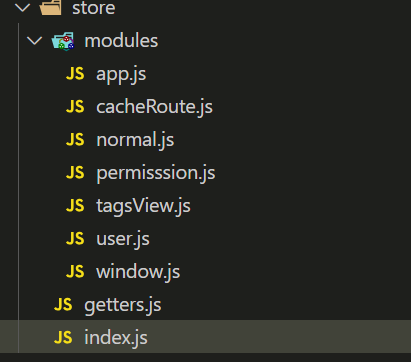 store
modules
JS app.js
JS cacheRoute.js
JS normal.js
JS permisssion.js
JS tagsView.js
JS user.js
JS window.js
JS getters.js
JS index.js